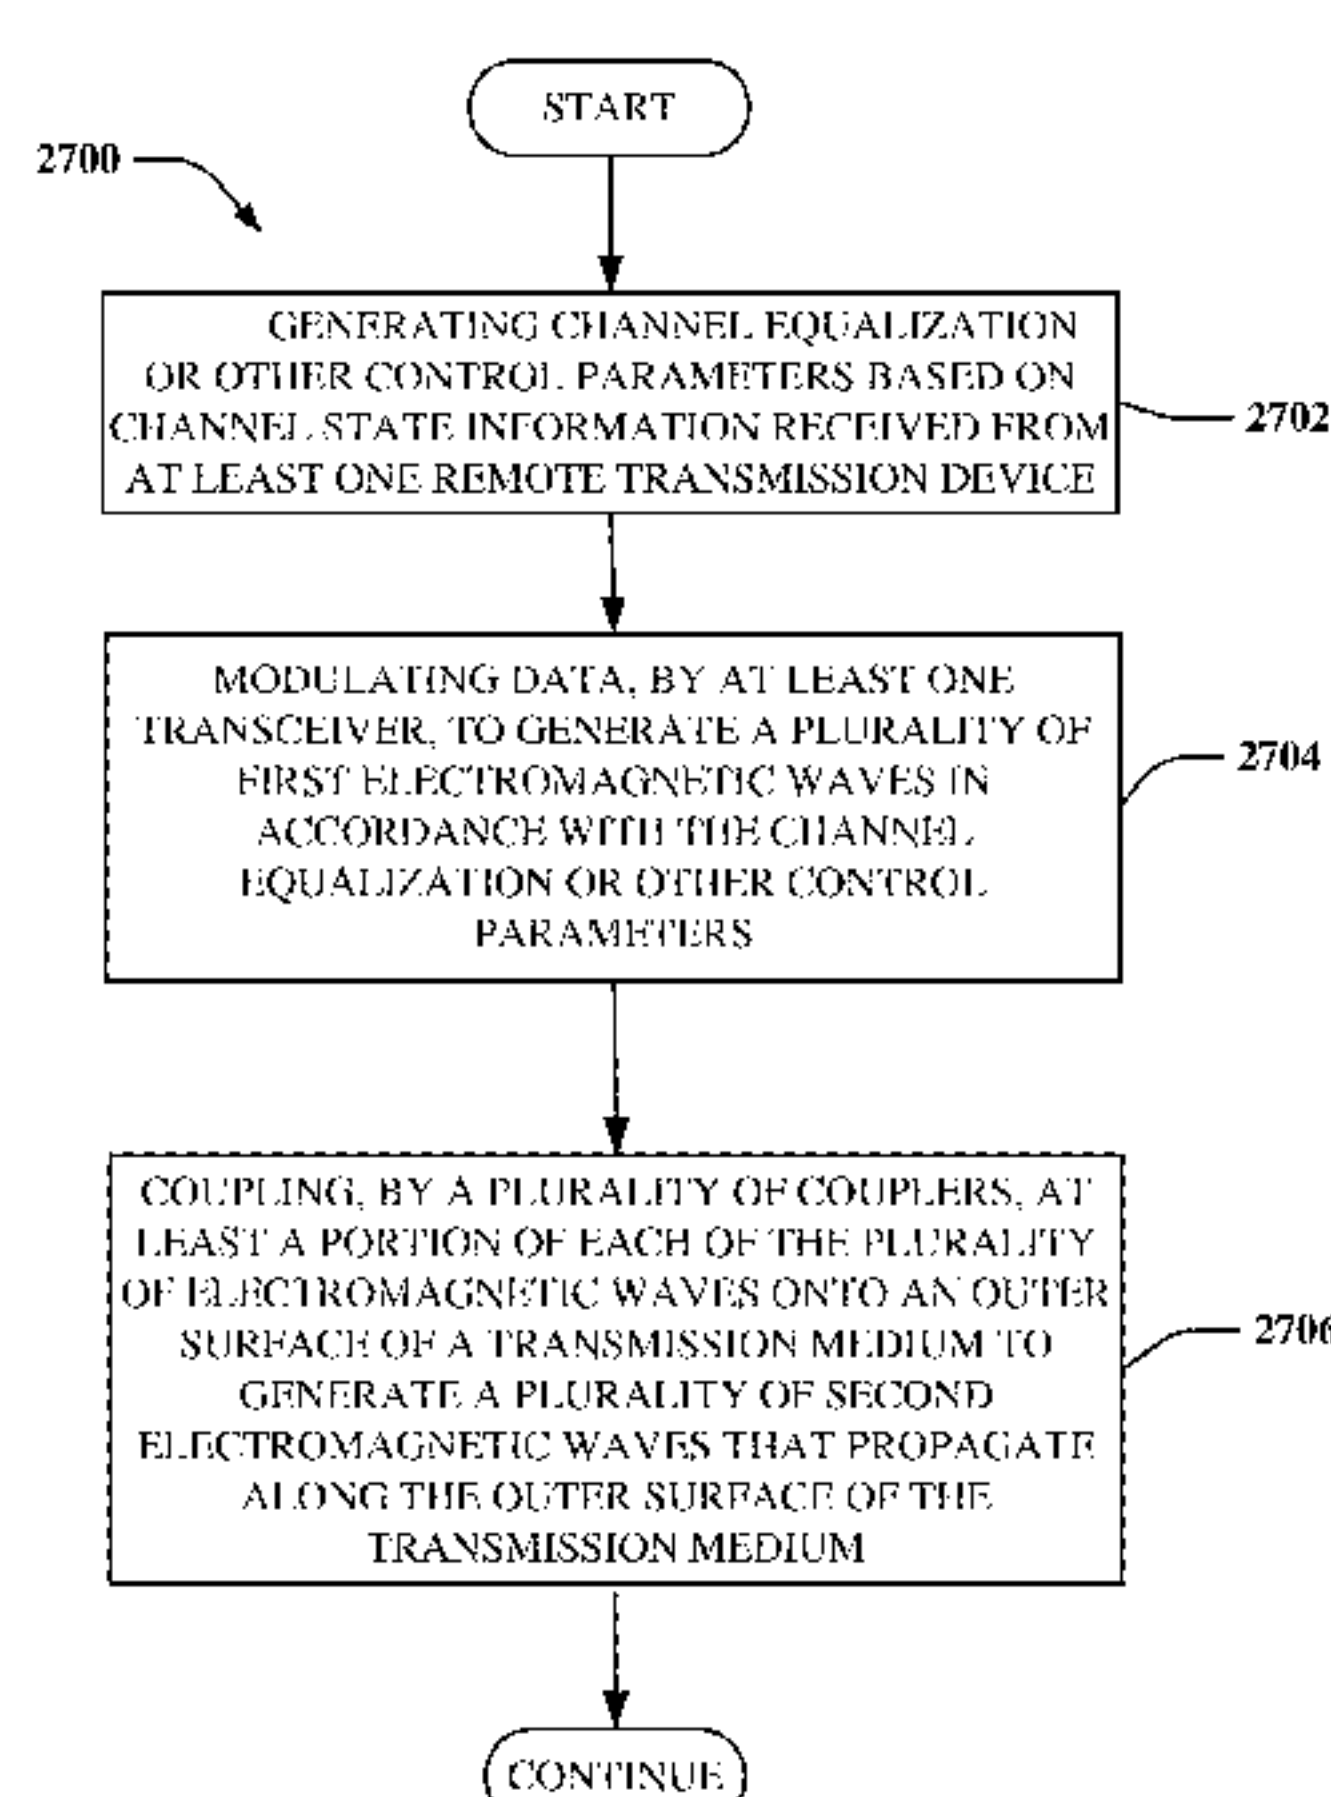 START
2700
GENERATING CHANNEL EQUALIZATION
OR OTHER CONTROL PARAMETERS BASED ON
CHANNEL STATE INFORMATION RECEIVED FROM
AT LEAST ONE REMOTE TRANSMISSION DEVICE
2702
MODULATING DATA, BY AT LEAST ONE
TRANSCEIVER, TO GENERATE A PLURALITY OF
FIRST ELECTROMAGNETIC WAVES IN
ACCORDANCE WITH THE CHANNEL
EQUALIZATION OR OTHER CONTROL
PARAMETERS
2704
COUPLING, BY A PLURALITY OF COUPLERS, AT
LEAST A PORTION OF EACH OF THE PLURALITY
OF ELECTROMAGNETIC WAVES ONTO AN OUTER
SURFACE OF A TRANSMISSION MEDIUM TO
GENERATE A PLURALITY OF SECOND
ELECTROMAGNETIC WAVES THAT PROPAGATE
ALONG THE OUTER SURFACE OF THE
TRANSMISSION MEDIUM
2706
CONTINUE